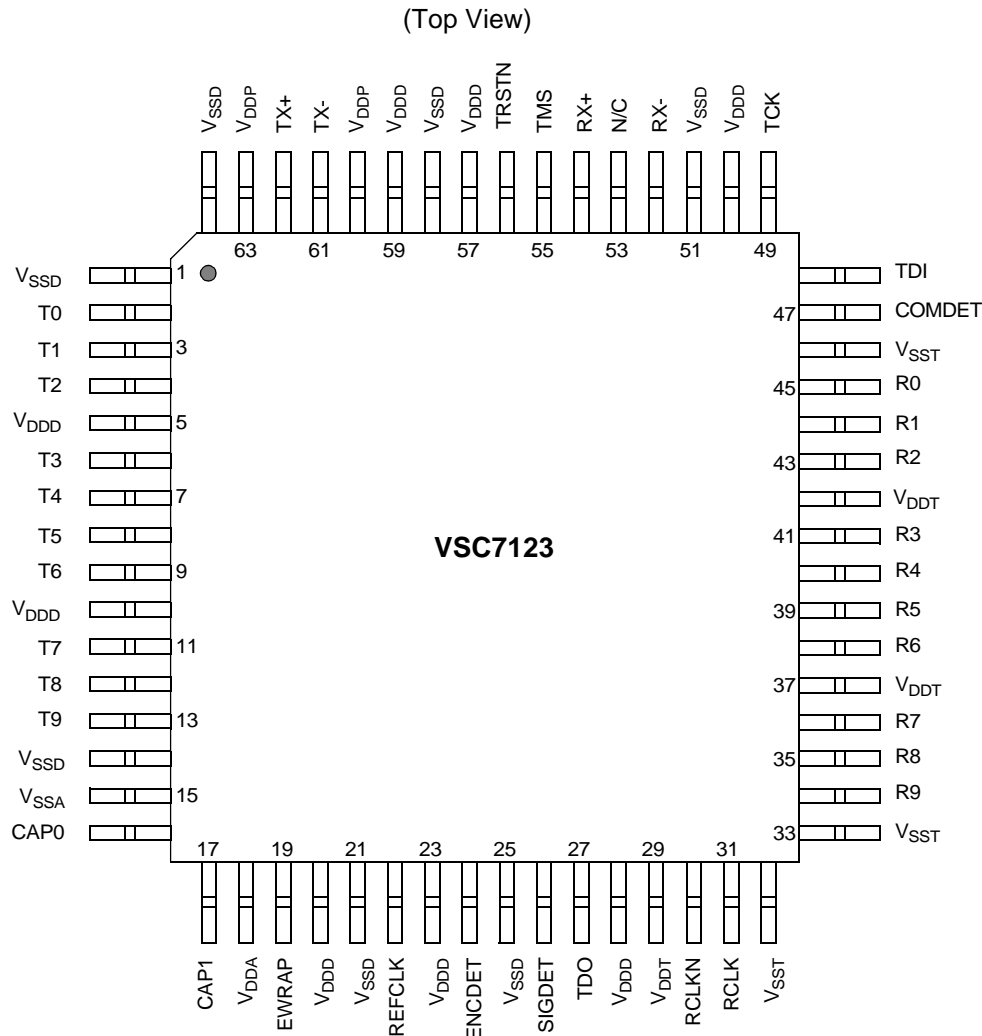 (Top View)
VSSD
VDDP
TX+
TX-
VDDP
VDDD
VSSD
VDDD
TRSTN
TMS
RX+
N/C
RX-
VSSD
VDDD
TCK
63
61
59
57
55
53
51
49
VSSD 1
T0
T1 3
T2
VDDD 5
T3
T4 7
T5
T6 9
VDDD
T7 11
T8
T9 13
VSSD
VSSA 15
CAP0
VSC7123
TDI
47 COMDET
VSST
45 R0
R1
43 R2
VDDT
41 R3
R4
39 R5
R6
37 VDDT
R7
35 R8
R9
33 VSST
17
19
21
23
25
27
29
31
CAP1
VDDA
EWRAP
VDDD
VSSD
REFCLK
VDDD
ENCDET
VSSD
SIGDET
TDO
VDDD
VDDT
RCLKN
RCLK
VSST